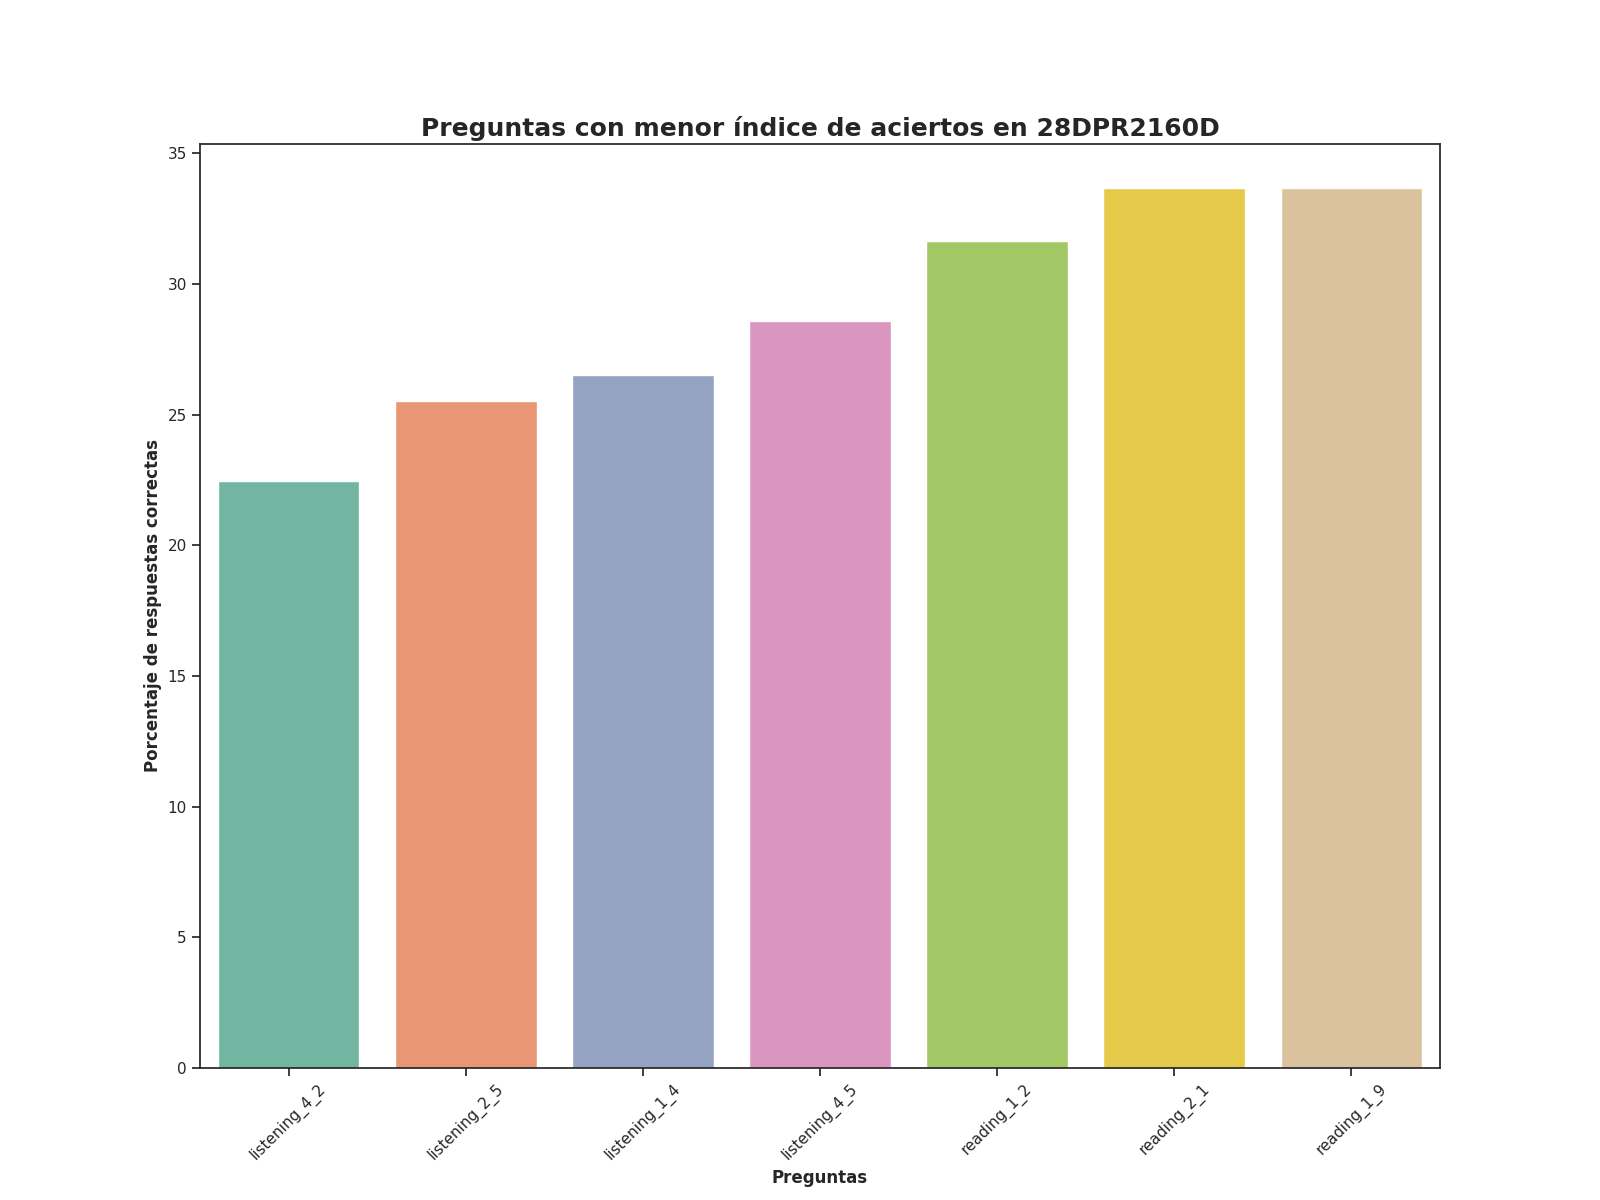 Preguntas con menor índice de aciertos en 28DPR2160D
Porcentaje de respuestas correctas
35
30
25
20
15
10
5
0
listening_4_2
listening_2_5
listening_1_4
listening_4_5
reading_1_2
reading_2_1
reading_1_9
Preguntas